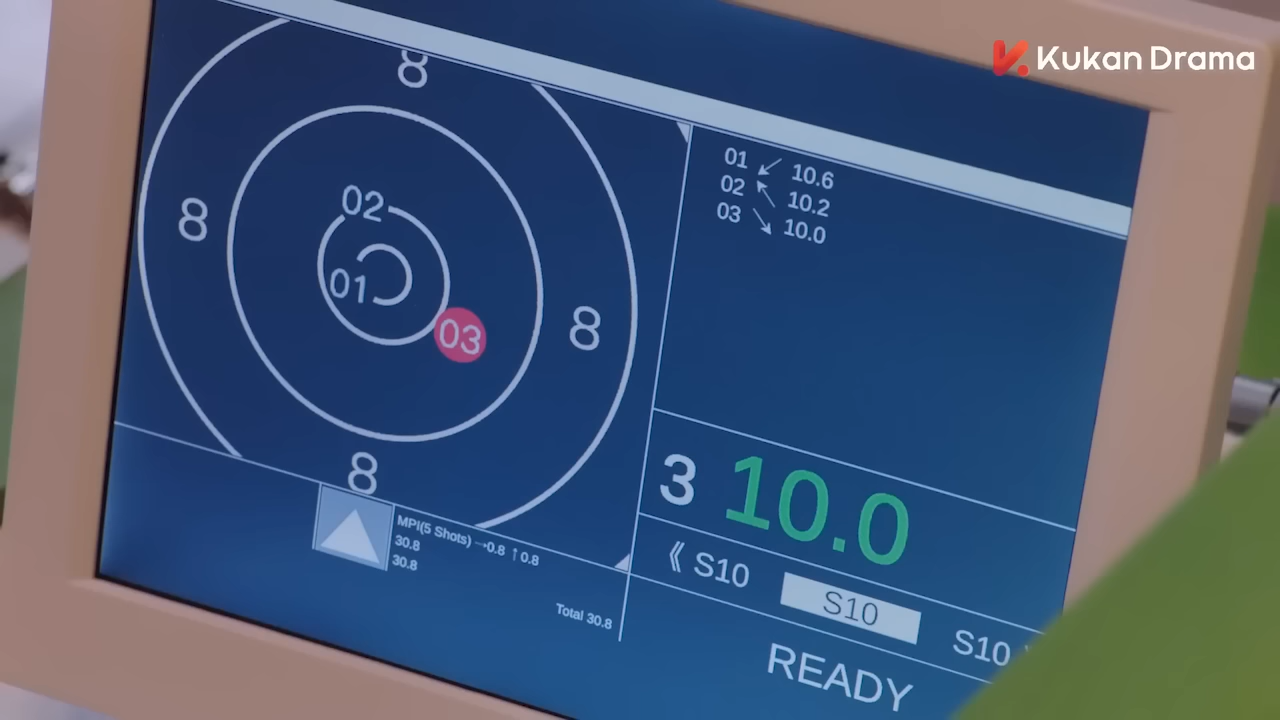 Kukan Drama
8
02
8
01
03
8
8
01 ↙ 10.6
02 ↖ 10.2
03 ↘ 10.0
3 10.0
MPI(5 Shots) →0.8 ↑0.8
30.8
30.8
Total 30.8
《 S10 S10 S10
READY